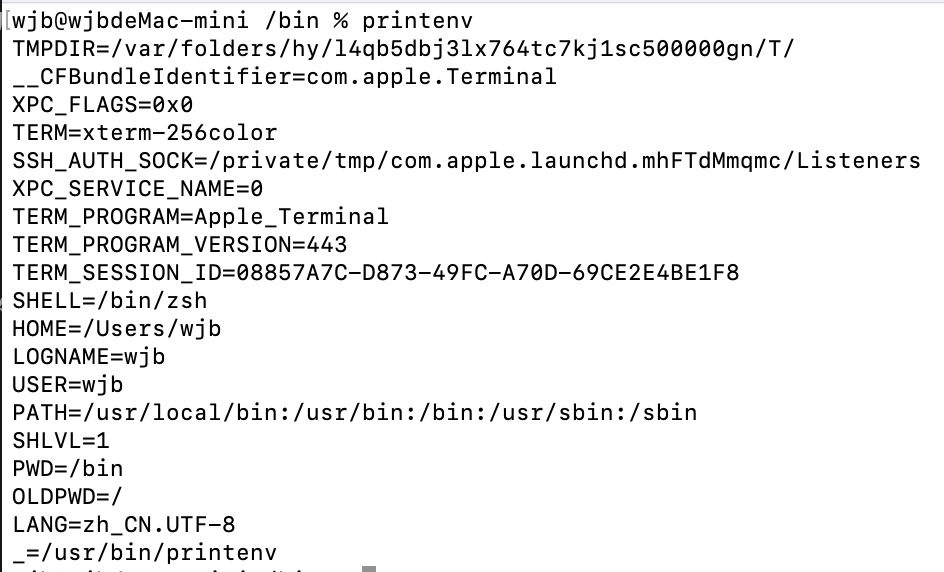 [wjb@wjbdeMac-mini /bin % printenv
TMPDIR=/var/folders/hy/l4qb5dbj3lx764tc7kj1sc500000gn/T/
__CFBundleIdentifier=com.apple.Terminal
XPC_FLAGS=0x0
TERM=xterm-256color
SSH_AUTH_SOCK=/private/tmp/com.apple.launchd.mhFTdMmqmc/Listeners
XPC_SERVICE_NAME=0
TERM_PROGRAM=Apple_Terminal
TERM_PROGRAM_VERSION=443
TERM_SESSION_ID=08857A7C-D873-49FC-A70D-69CE2E4BE1F8
SHELL=/bin/zsh
HOME=/Users/wjb
LOGNAME=wjb
USER=wjb
PATH=/usr/local/bin:/usr/bin:/bin:/usr/sbin:/sbin
SHLVL=1
PWD=/bin
OLDPWD=/
LANG=zh_CN.UTF-8
_=/usr/bin/printenv